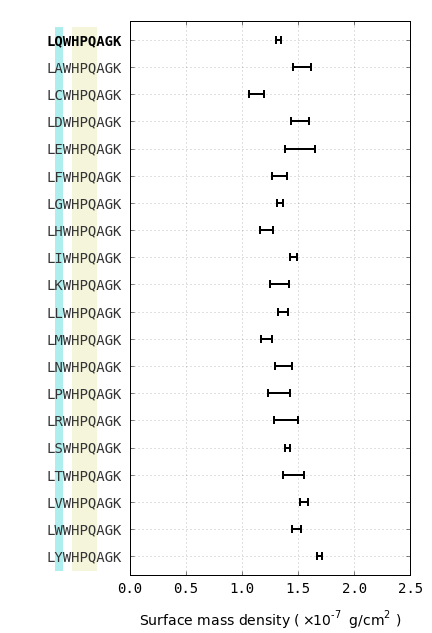 LQWHPQAGK
LAWHPQAGK
LCWHPQAGK
LDWHPQAGK
LEWHPQAGK
LFWHPQAGK
LGWHPQAGK
LHWHPQAGK
LIWHPQAGK
LKWHPQAGK
LLWHPQAGK
LMWHPQAGK
LNWHPQAGK
LPWHPQAGK
LRWHPQAGK
LSWHPQAGK
LTWHPQAGK
LVWHPQAGK
LWWHPQAGK
LYWHPQAGK
0.0 0.5 1.0 1.5 2.0 2.5
Surface mass density ( ×10⁻⁷ g/cm² )